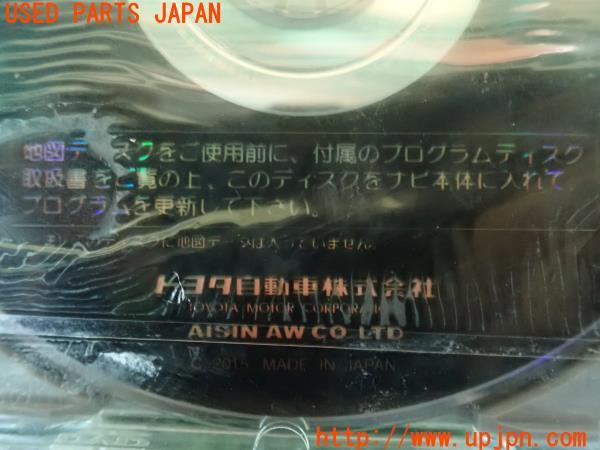 USED PARTS JAPAN
地図ディスクをご使用前に、付属のプログラムディスク
取扱書をご覧の上、このディスクをナビ本体に入れて
プログラムを更新して下さい。
ディスクに地図データは入っていません。
トヨタ自動車株式会社
TOYOTA MOTOR CORPORATION
AISIN AW CO LTD
C 2015 MADE IN JAPAN
http://www.upjpn.com/